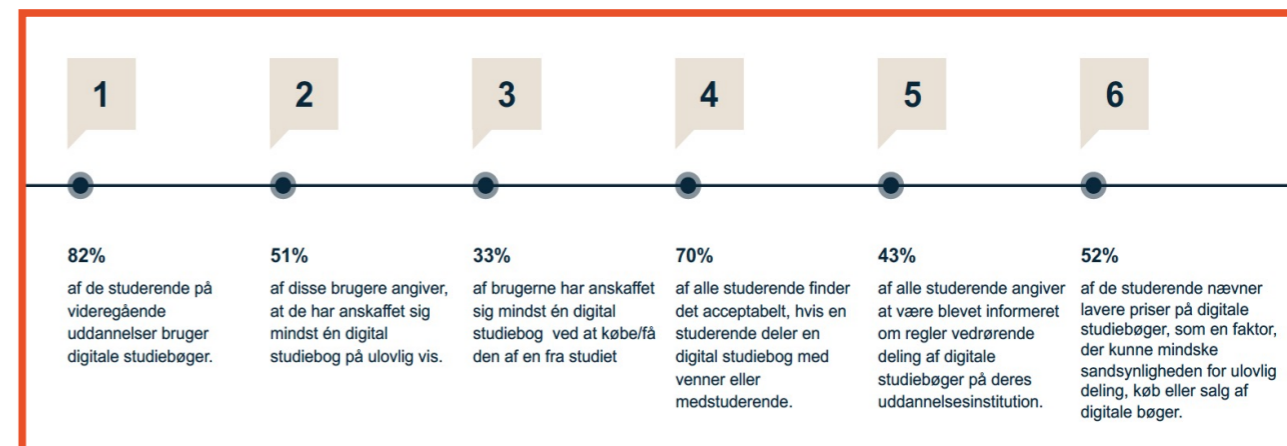 1
2
3
4
5
6
82%
af de studerende på
videregående
uddannelser bruger
digitale studiebøger.
51%
af disse brugere angiver,
at de har anskaffet sig
mindst én digital
studiebog på ulovlig vis.
33%
af brugerne har anskaffet
sig mindst én digital
studiebog  ved at købe/få
den af en fra studiet
70%
af alle studerende finder
det acceptabelt, hvis en
studerende deler en
digital studiebog med
venner eller
medstuderende.
43%
af alle studerende angiver
at være blevet informeret
om regler vedrørende
deling af digitale
studiebøger på deres
uddannelsesinstitution.
52%
af de studerende nævner
lavere priser på digitale
studiebøger, som en faktor,
der kunne mindske
sandsynligheden for ulovlig
deling, køb eller salg af
digitale bøger.